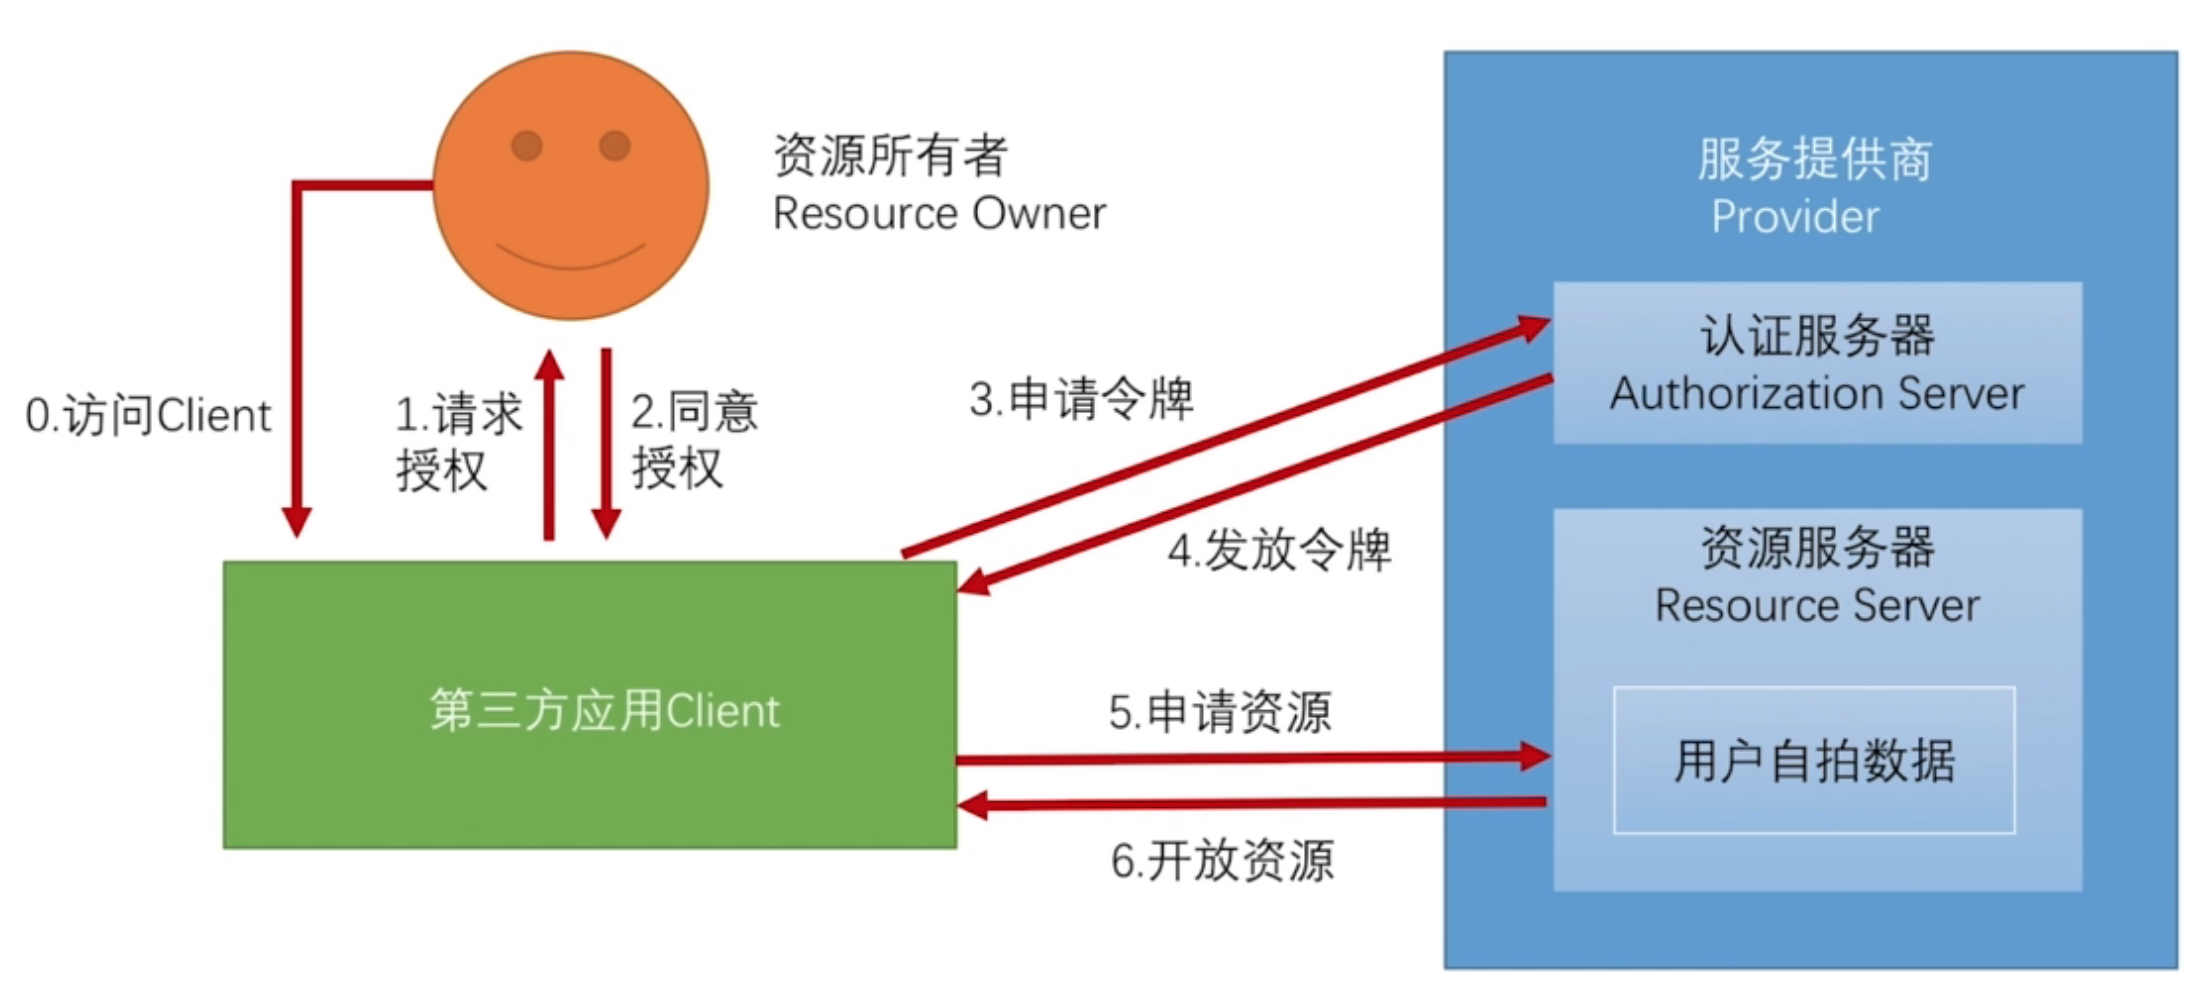 资源所有者
Resource Owner
服务提供商
Provider
认证服务器
Authorization Server
0.访问Client
1.请求
授权
2.同意
授权
3.申请令牌
4.发放令牌
资源服务器
Resource Server
用户自拍数据
第三方应用Client
5.申请资源
6.开放资源